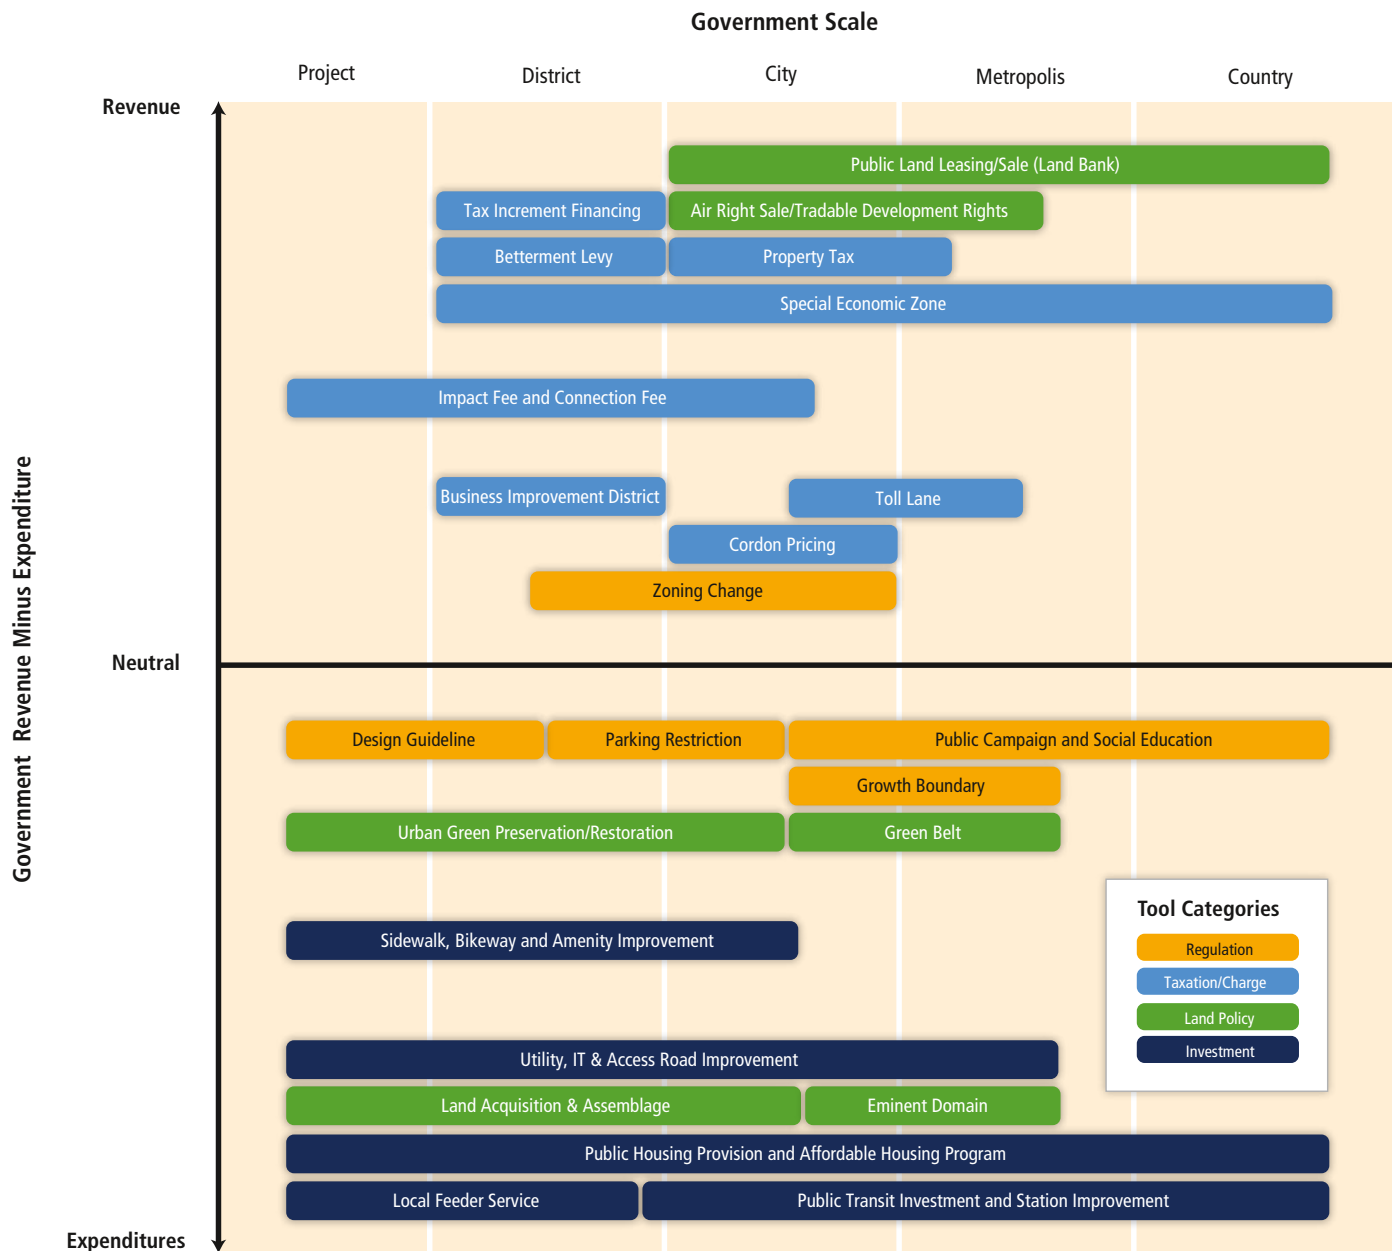 Government Scale
Project
District
City
Metropolis
Country
Revenue
Public Land Leasing/Sale (Land Bank)
Tax Increment Financing
Air Right Sale/Tradable Development Rights
Betterment Levy
Property Tax
Special Economic Zone
Impact Fee and Connection Fee
Business Improvement District
Toll Lane
Cordon Pricing
Zoning Change
Government Revenue Minus Expenditure
Neutral
Design Guideline
Parking Restriction
Public Campaign and Social Education
Growth Boundary
Urban Green Preservation/Restoration
Green Belt
Sidewalk, Bikeway and Amenity Improvement
Tool Categories
Regulation
Taxation/Charge
Land Policy
Investment
Utility, IT & Access Road Improvement
Land Acquisition & Assemblage
Eminent Domain
Public Housing Provision and Affordable Housing Program
Local Feeder Service
Public Transit Investment and Station Improvement
Expenditures